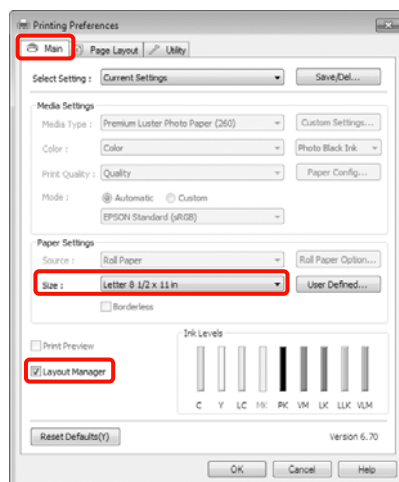 Printing Preferences
Main Page Layout Utility
Select Setting : Current Settings Save/Del...
Media Settings
Media Type : Premium Luster Photo Paper (260) Custom Settings...
Color : Color Photo Black Ink
Print Quality : Quality Paper Config...
Mode : Automatic Custom
EPSON Standard (sRGB)
Paper Settings
Source : Roll Paper Roll Paper Option...
Size : Letter 8 1/2 x 11 in User Defined...
Borderless
Print Preview
Ink Levels
Layout Manager
C Y LC MK PK VM LK LLK VLM
Reset Defaults(Y) Version 6.70
OK Cancel Help